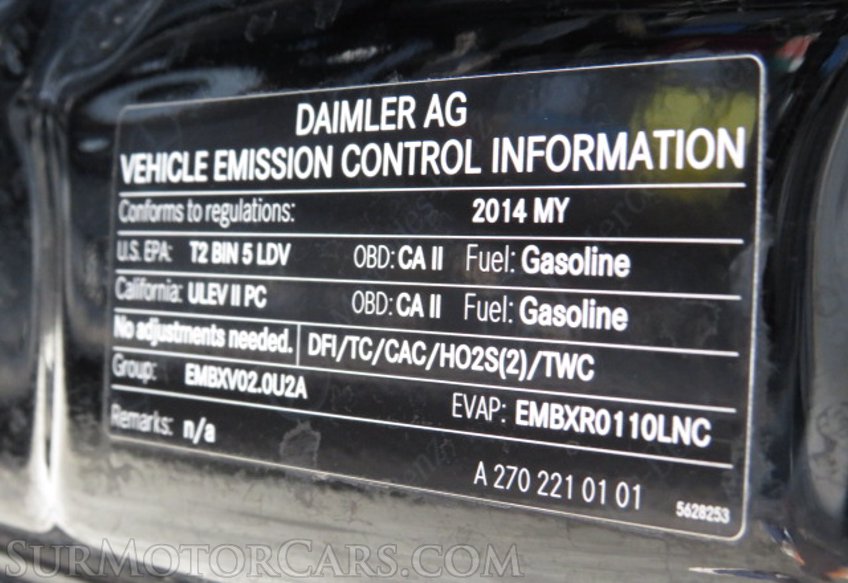 DAIMLER AG
VEHICLE EMISSION CONTROL INFORMATION
Conforms to regulations: 2014 MY
U.S. EPA: T2 BIN 5 LDV OBD: CA II Fuel: Gasoline
California: ULEV II PC OBD: CA II Fuel: Gasoline
No adjustments needed. DFI/TC/CAC/HO2S(2)/TWC
Group: EMBXV02.0U2A EVAP: EMBXR0110LNC
Remarks: n/a
A 270 221 01 01 5628253
SURMOTORCARS.COM